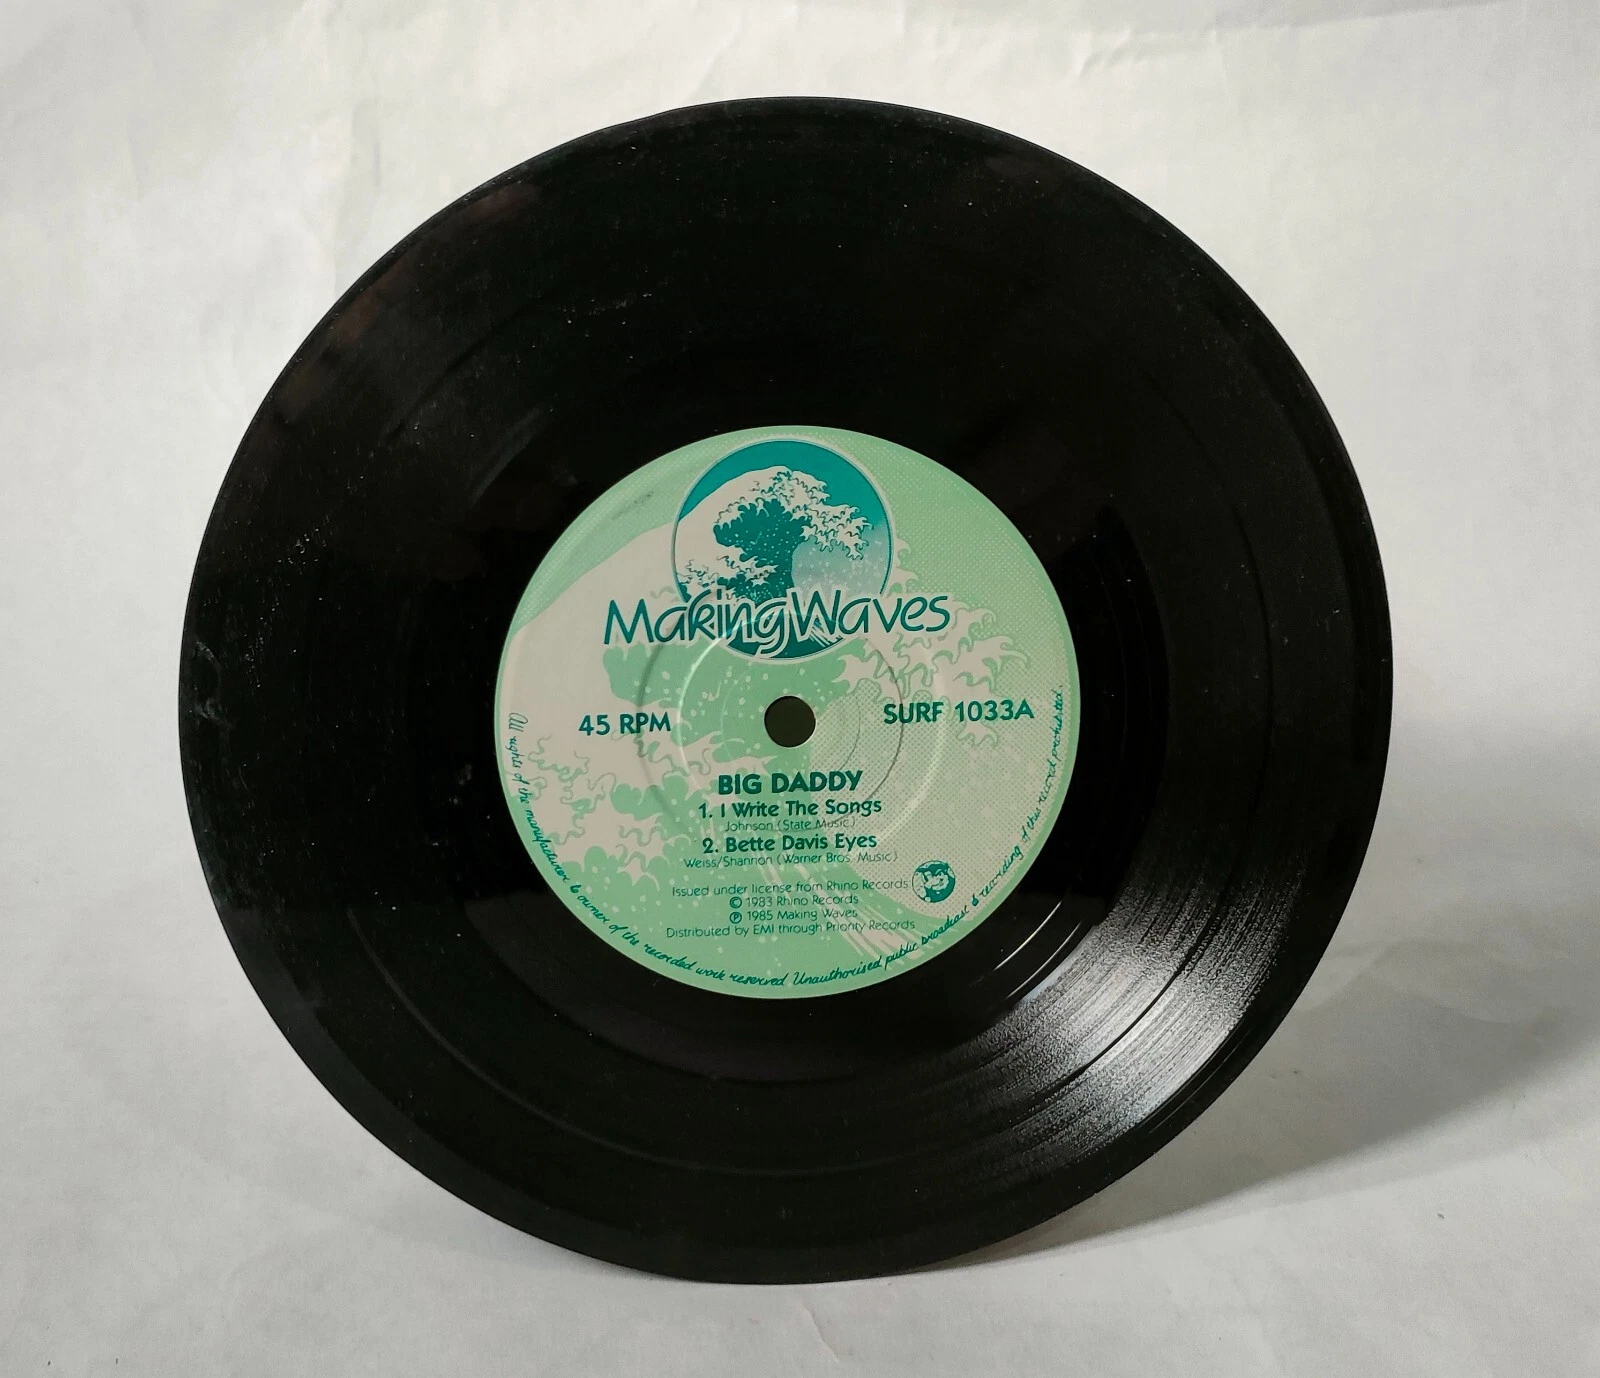 Making Waves
45 RPM
SURF 1033A
BIG DADDY
1. I Write The Songs
Johnson (State Music)
2. Bette Davis Eyes
Weiss/Shannon (Warner Bros. Music)
Issued under license from Rhino Records
© 1983 Rhino Records
℗ 1985 Making Waves
Distributed by EMI through Priority Records
All rights of the manufacturer & owner of the recorded work reserved Unauthorised public broadcast & recording of this record prohibited.